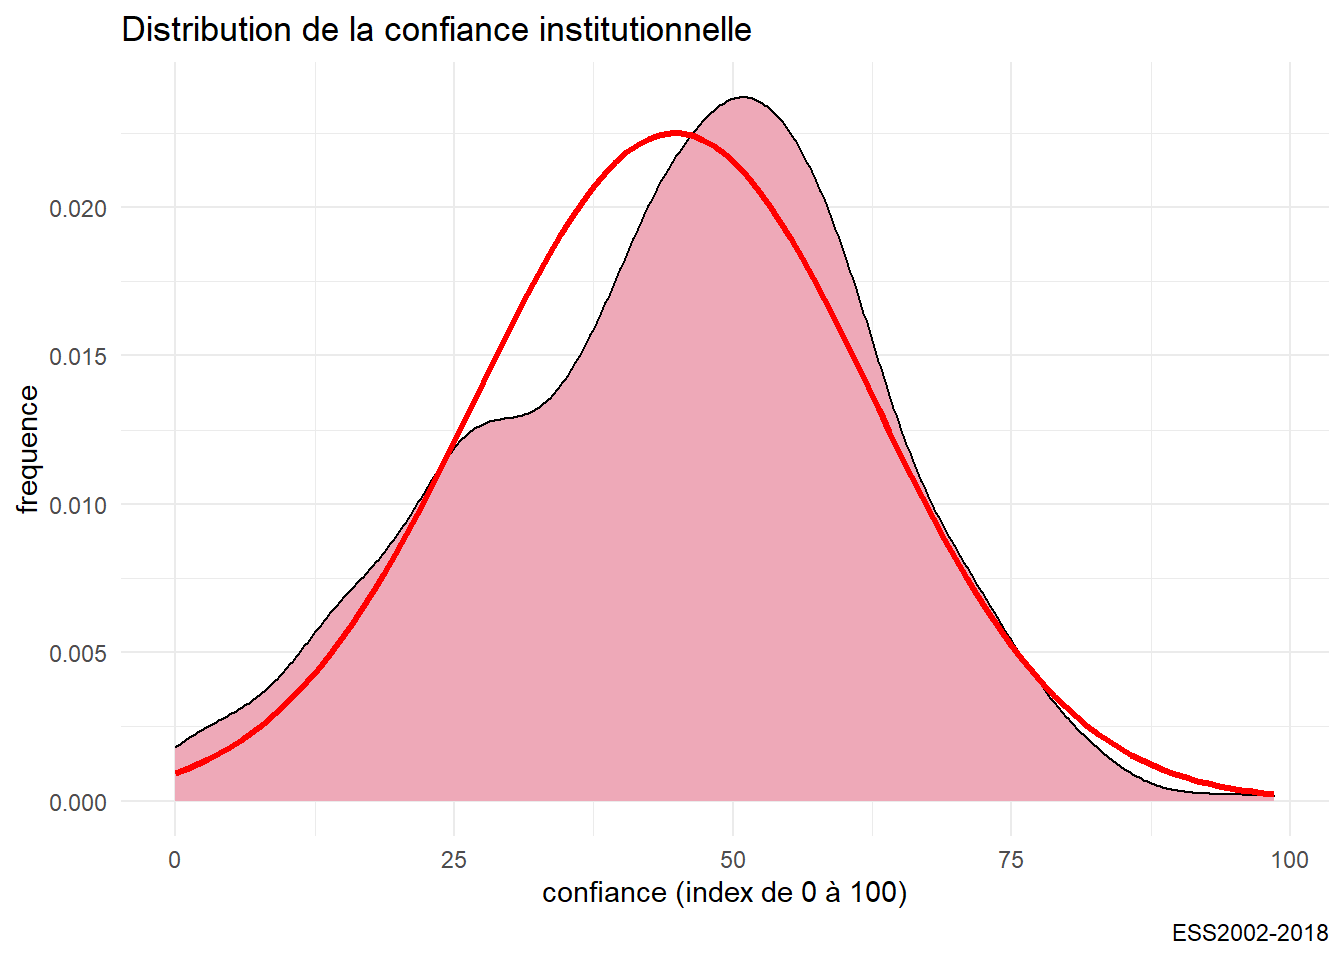 Distribution de la confiance institutionnelle
frequence
0.020
0.015
0.010
0.005
0.000
0 25 50 75 100
confiance (index de 0 à 100)
ESS2002-2018